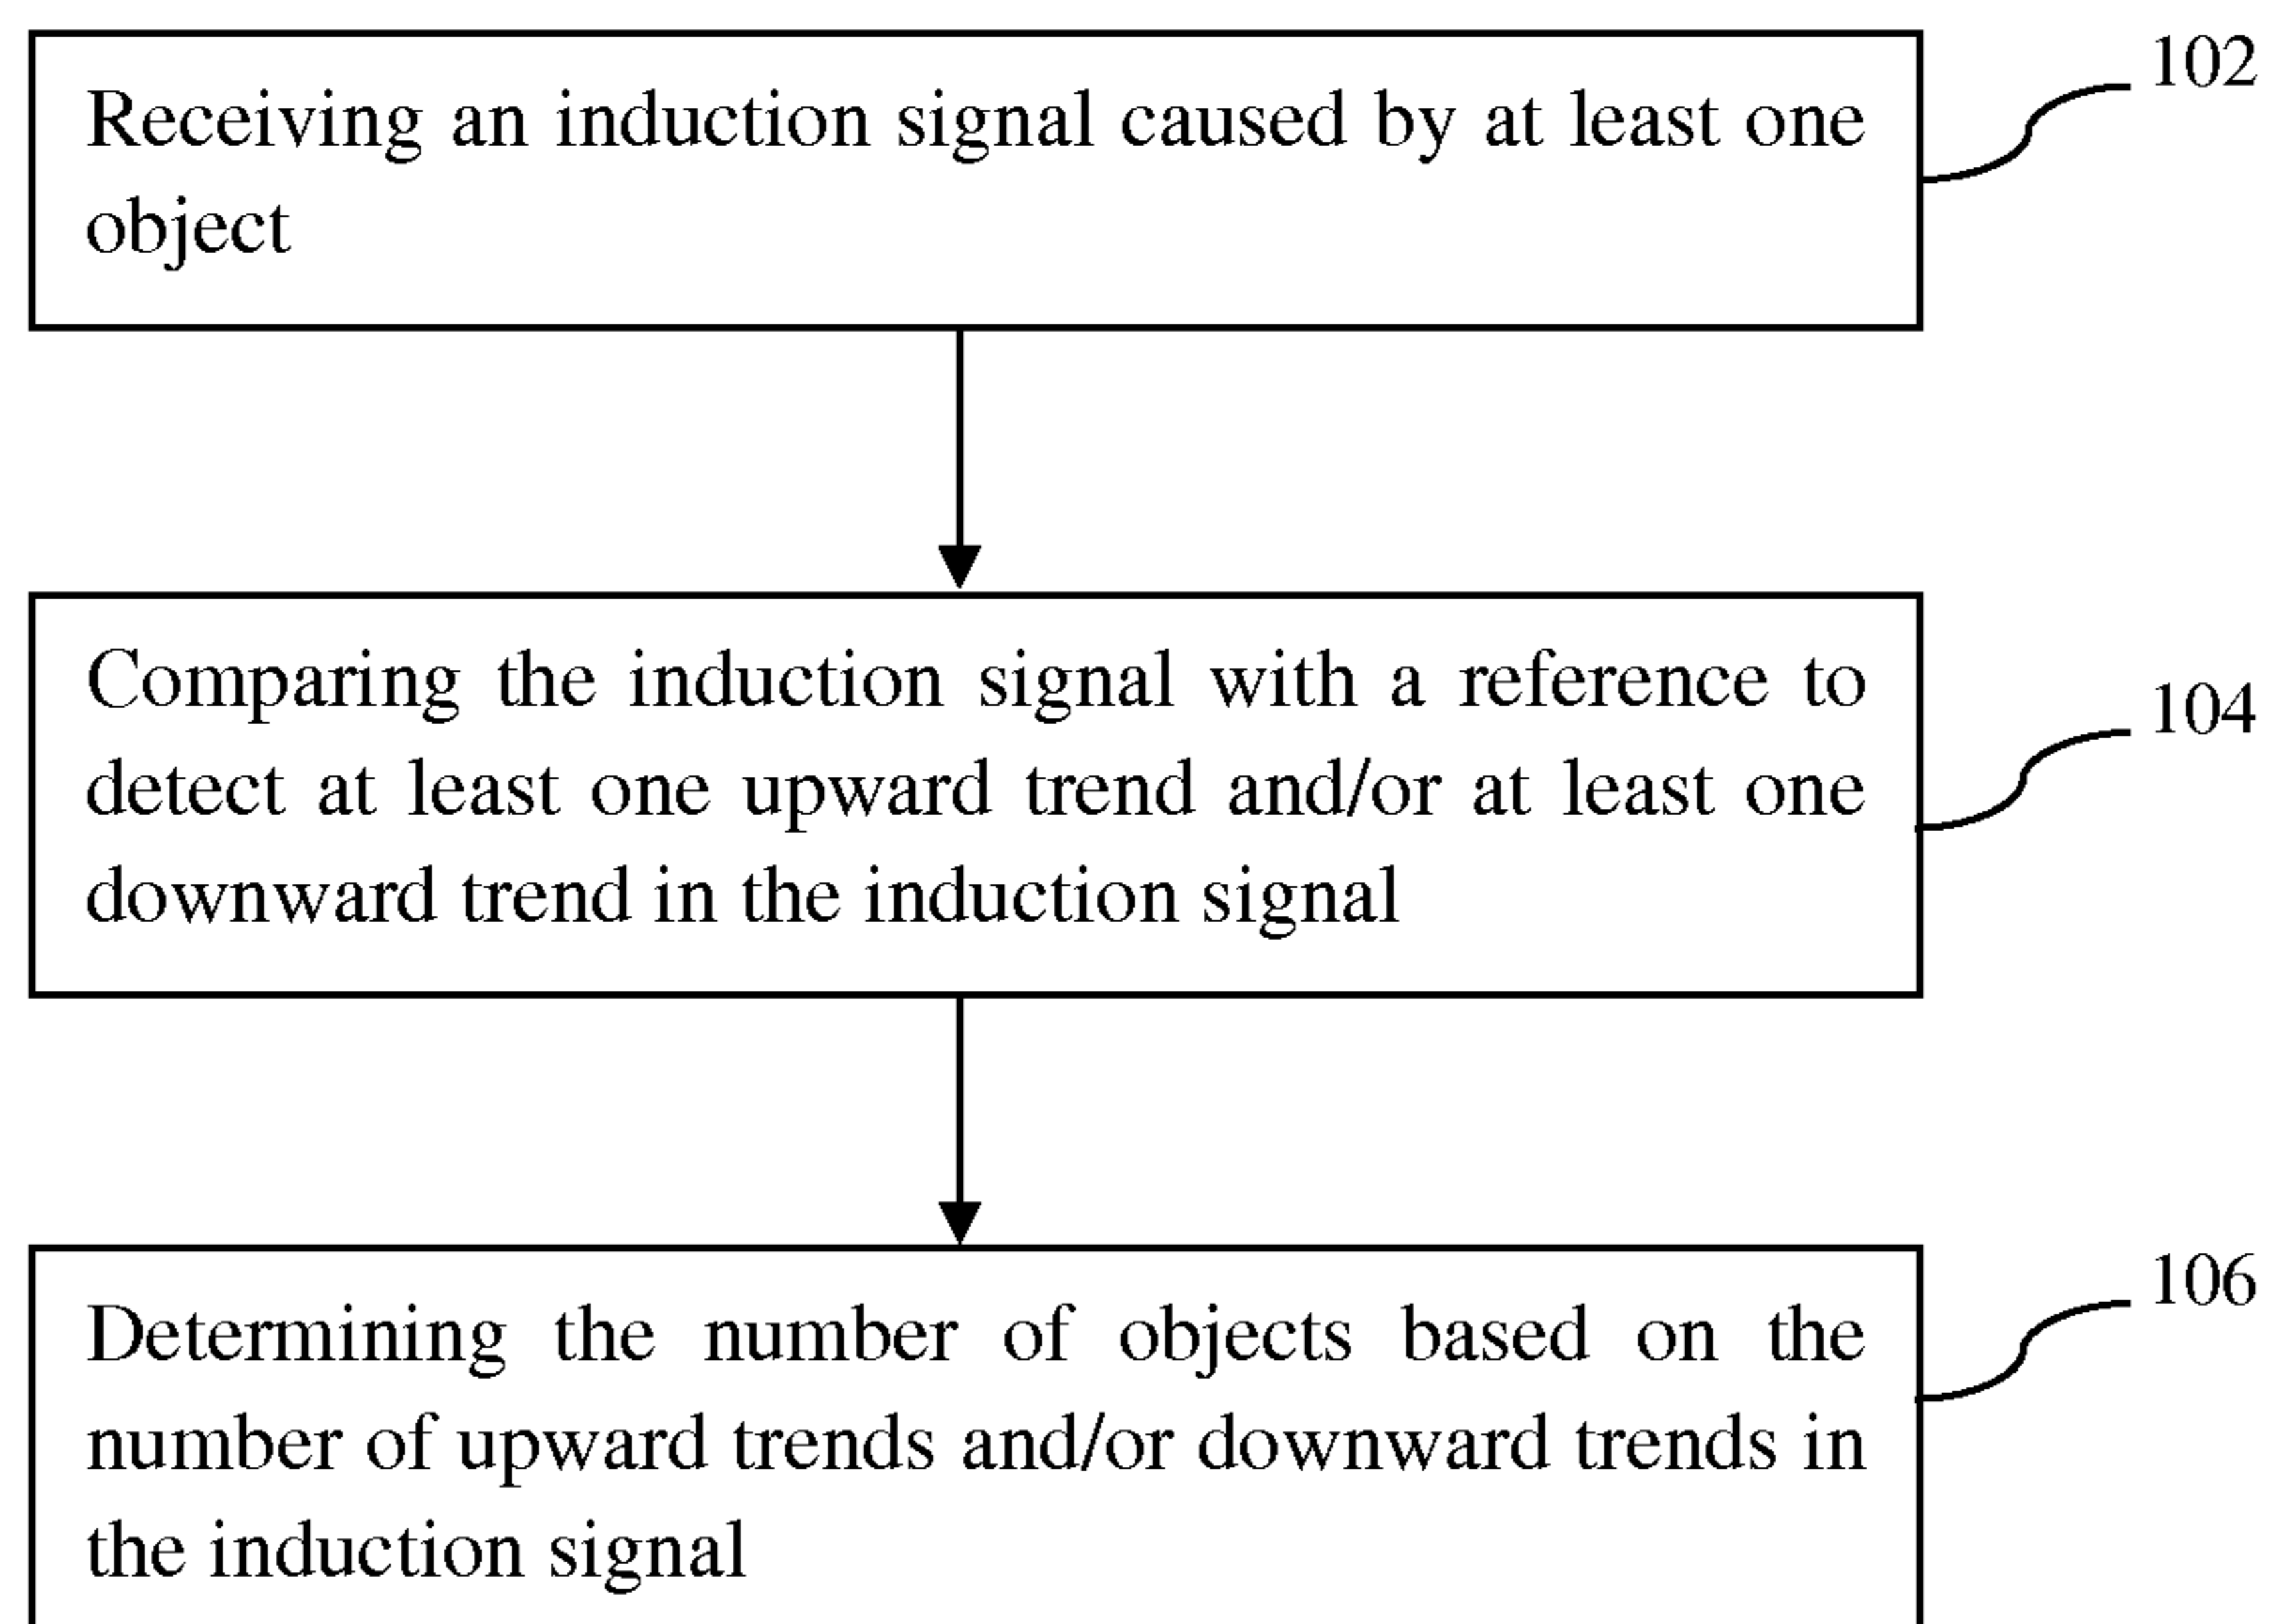 102
Receiving an induction signal caused by at least one
object
104
Comparing the induction signal with a reference to
detect at least one upward trend and/or at least one
downward trend in the induction signal
106
Determining the number of objects based on the
number of upward trends and/or downward trends in
the induction signal